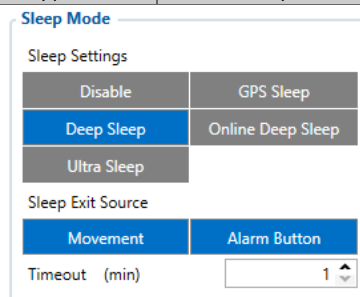 Sleep Mode
Sleep Settings
Disable GPS Sleep
Deep Sleep Online Deep Sleep
Ultra Sleep
Sleep Exit Source
Movement Alarm Button
Timeout (min) 1